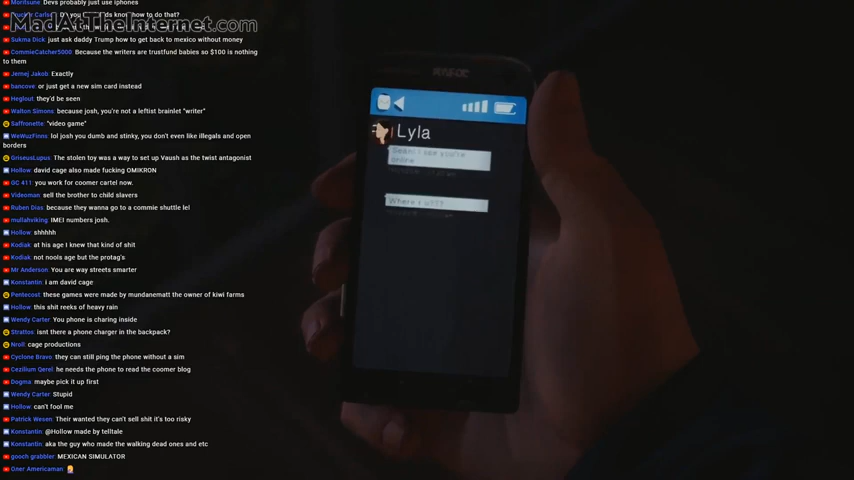 Moritsune: Devs probably just use iphones
MadAtTheInternet.com
Sukma Dick: just ask daddy Trump how to get back to mexico without money
CommieCatcher5000: Because the writers are trustfund babies so $100 is nothing
to them
Jernej Jakob: Exactly
bancove: or just get a new sim card instead
Heglout: they'd be seen
Walton Simons: because josh, you're not a leftist brainlet "writer"
Saffronette: "video game"
WeWuzFinns: lol josh you dumb and stinky, you don't even like illegals and open
borders
GriseusLupus: The stolen toy was a way to set up Vaush as the twist antagonist
Hollow: david cage also made fucking OMIKRON
GC 411: you work for coomer cartel now.
Videoman: sell the brother to child slavers
Ruben Dias: because they wanna go to a commie shuttle lel
mullahviking: IMEI numbers josh.
Hollow: shhhhh
Kodiak: at his age I knew that kind of shit
Kodiak: not nools age but the protag's
Mr Anderson: You are way streets smarter
Konstantin: i am david cage
Pentecost: these games were made by mundanematt the owner of kiwi farms
Hollow: this shit reeks of heavy rain
Wendy Carter: You phone is charing inside
Strattos: isnt there a phone charger in the backpack?
Nroll: cage productions
Cyclone Bravo: they can still ping the phone without a sim
Cezilium Qerel: he needs the phone to read the coomer blog
Dogma: maybe pick it up first
Wendy Carter: Stupid
Hollow: can't fool me
Patrick Wesen: Their wanted they can't sell shit it's too risky
Konstantin: @Hollow made by telltale
Konstantin: aka the guy who made the walking dead ones and etc
gooch grabbler: MEXICAN SIMULATOR
Oner Americaman:
Lyla
Sean! I see you're
online
Where r u???